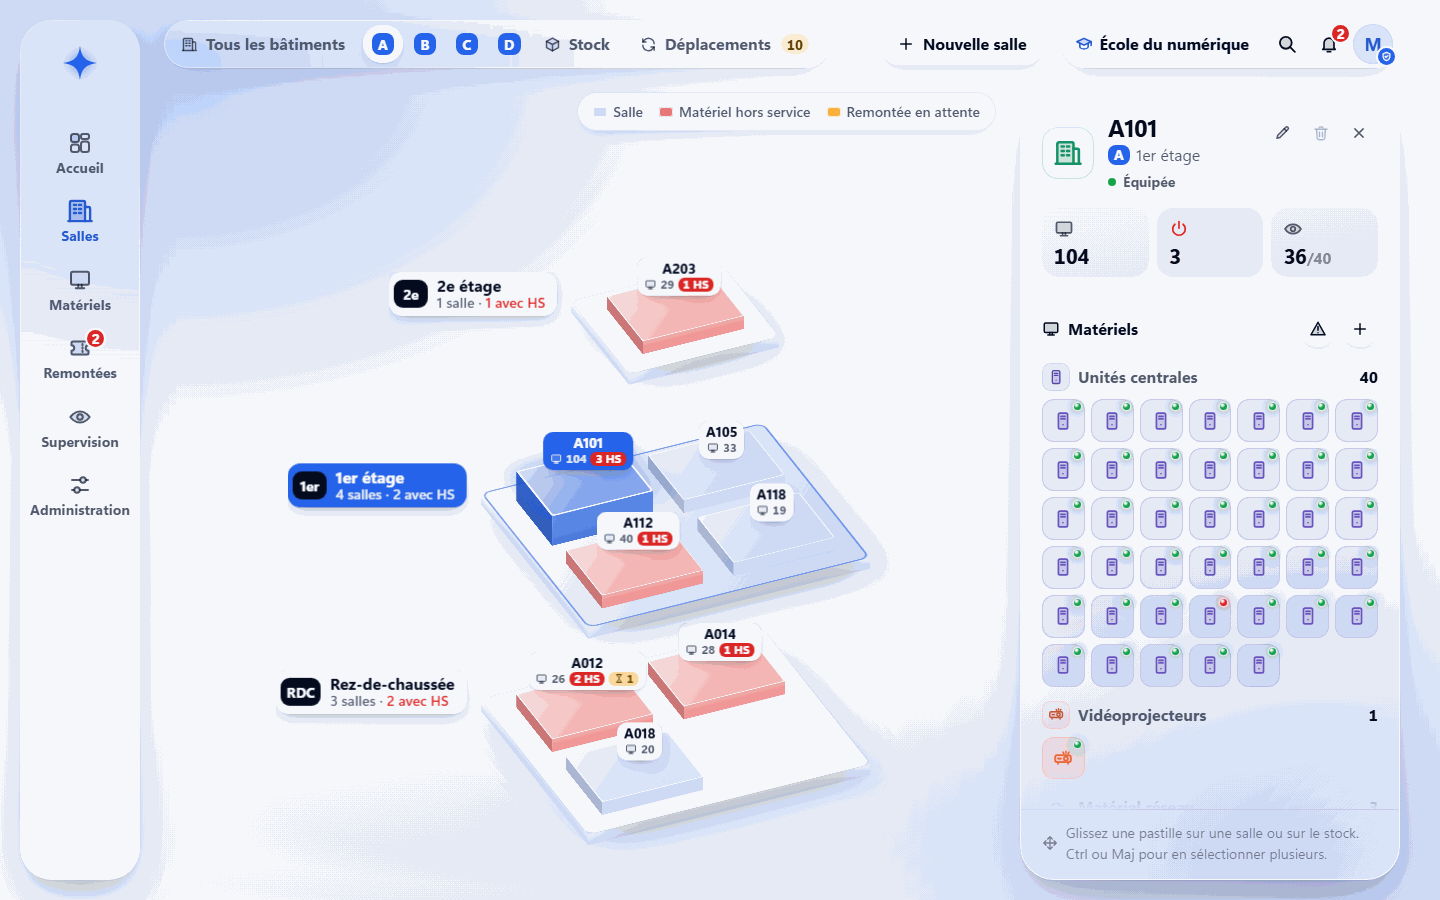 Tous les bâtiments
A
B
C
D
Stock
Déplacements 10
Nouvelle salle
École du numérique
2
M
Accueil
Salles
Matériels
2
Remontées
Supervision
Administration
Salle
Matériel hors service
Remontée en attente
2e
2e étage
1 salle · 1 avec HS
A203
29 1 HS
1er
1er étage
4 salles · 2 avec HS
A101
104 3 HS
A105
33
A118
19
A112
40 1 HS
RDC
Rez-de-chaussée
3 salles · 2 avec HS
A014
28 1 HS
A012
26 2 HS 1
A018
20
A101
A 1er étage
Équipée
104
3
36/40
Matériels
Unités centrales 40
Vidéoprojecteurs 1
Matériel réseau 3
Glissez une pastille sur une salle ou sur le stock.
Ctrl ou Maj pour en sélectionner plusieurs.